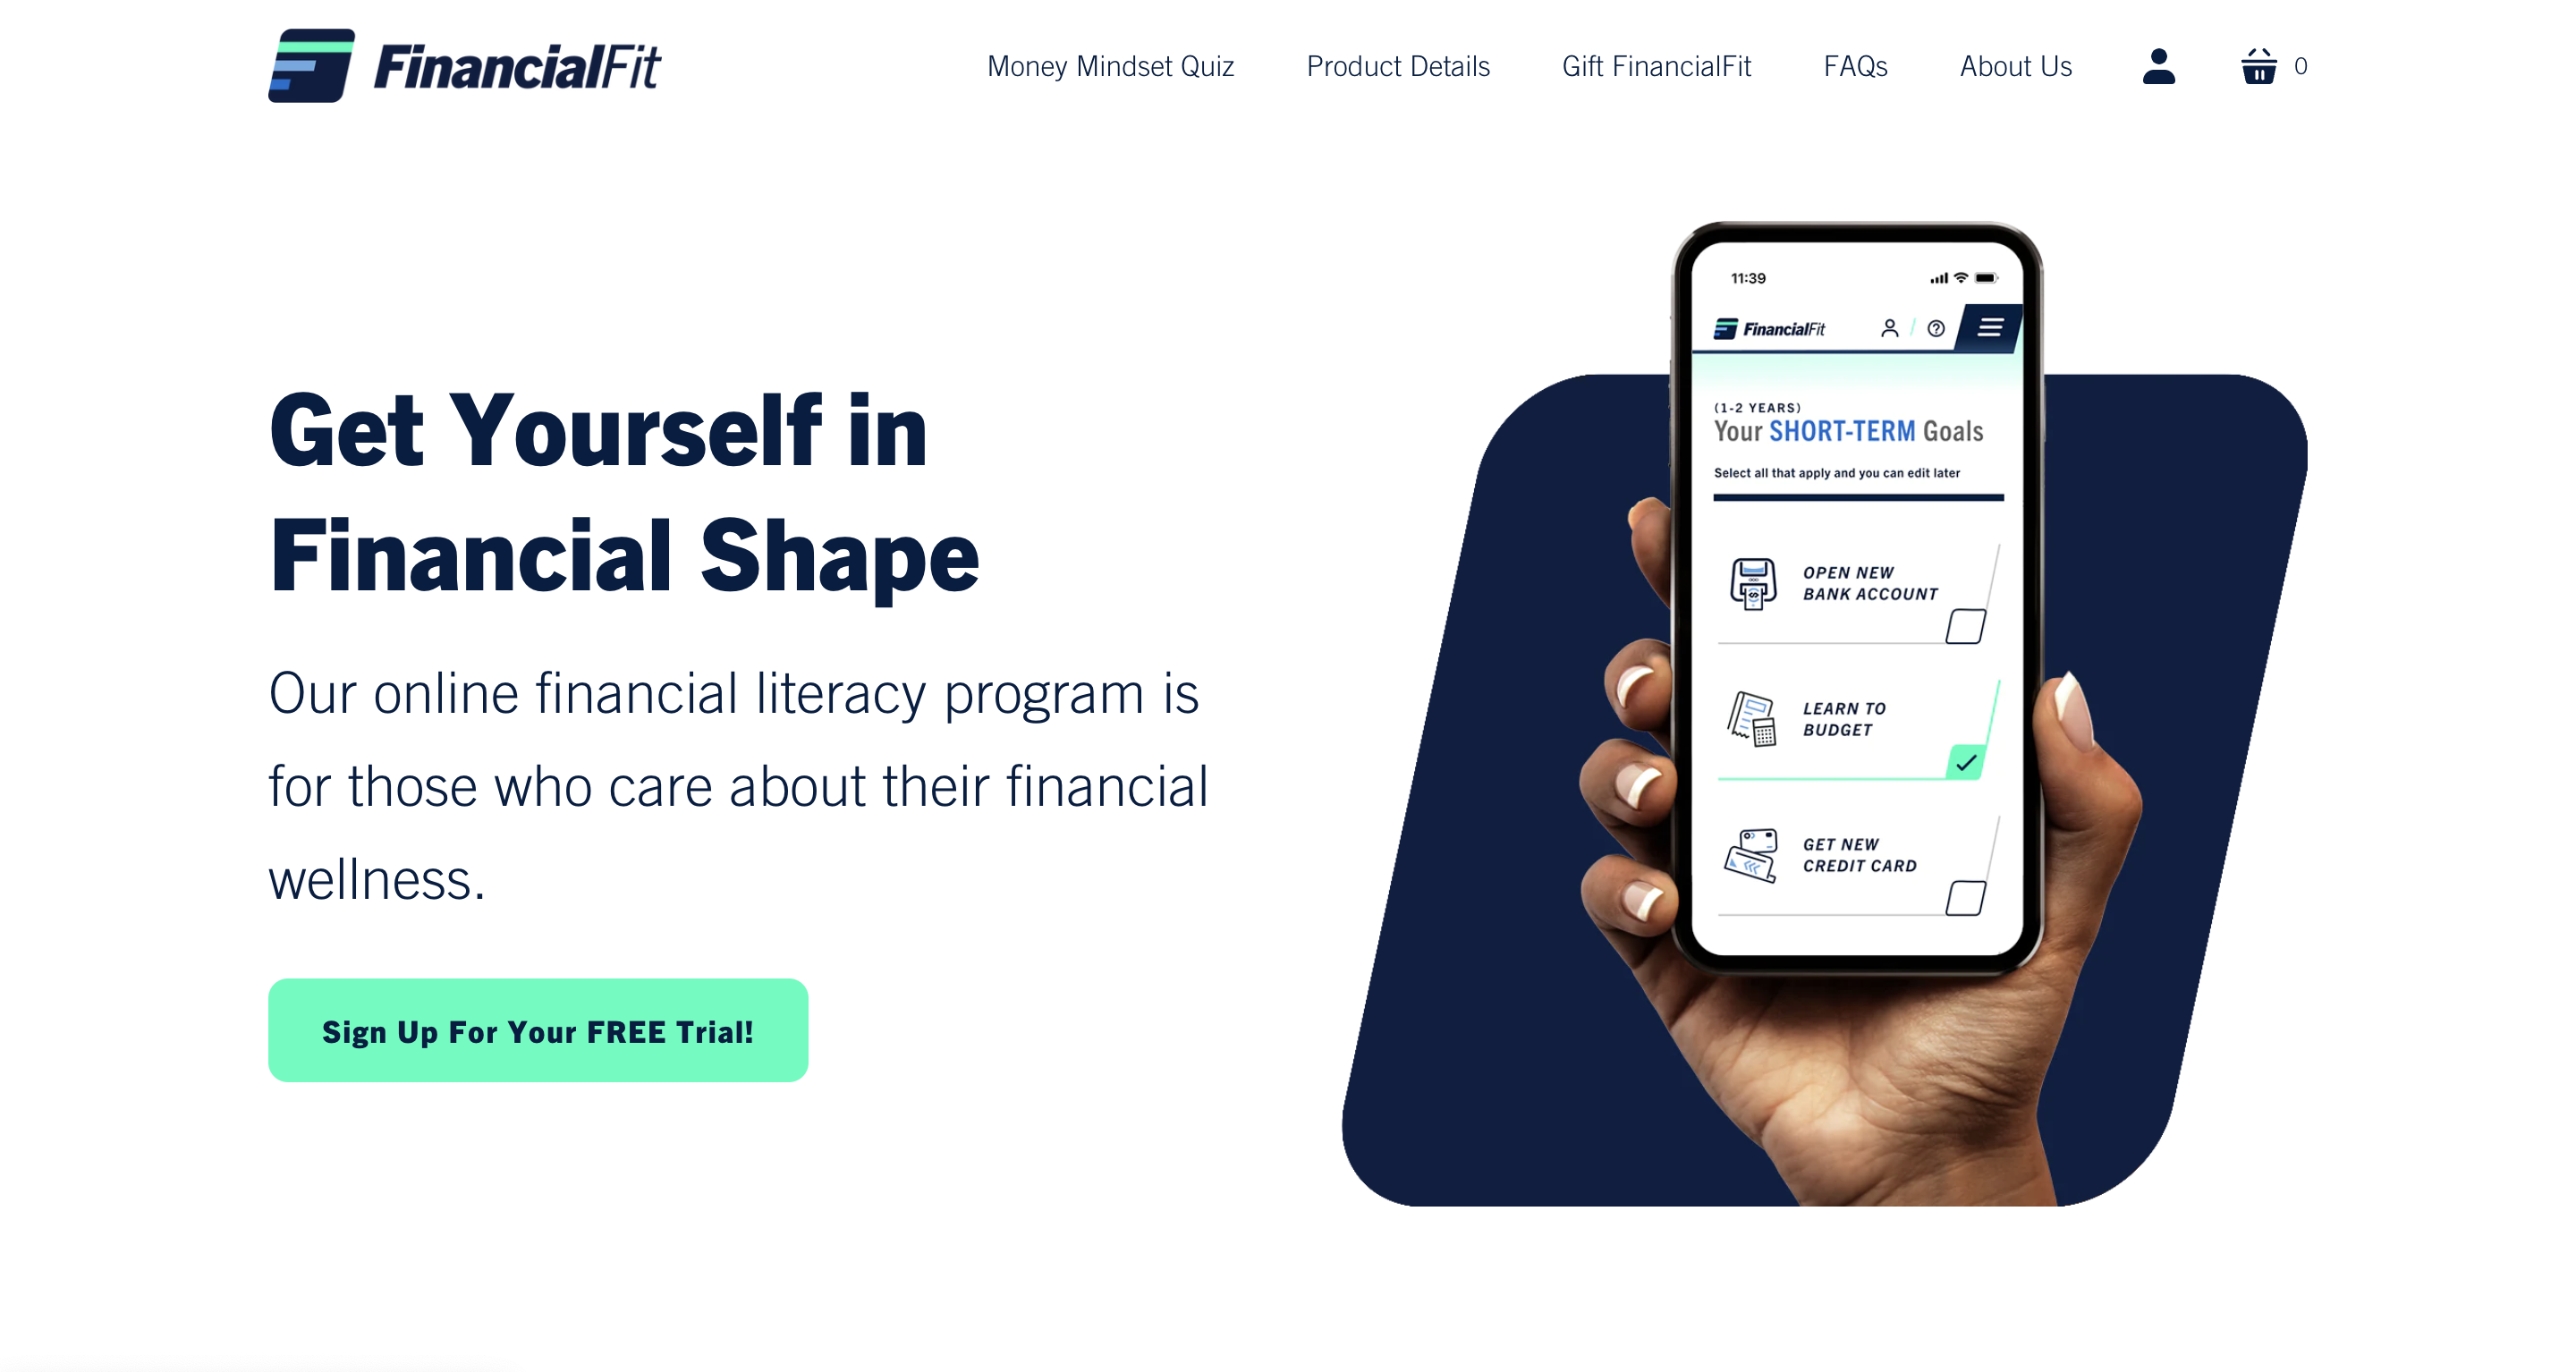 FinancialFit
Money Mindset Quiz
Product Details
Gift FinancialFit
FAQs
About Us
0
Get Yourself in
Financial Shape
Our online financial literacy program is
for those who care about their financial
wellness.
Sign Up For Your FREE Trial!
11:39
FinancialFit
(1-2 YEARS)
Your SHORT-TERM Goals
Select all that apply and you can edit later
OPEN NEW
BANK ACCOUNT
LEARN TO
BUDGET
GET NEW
CREDIT CARD